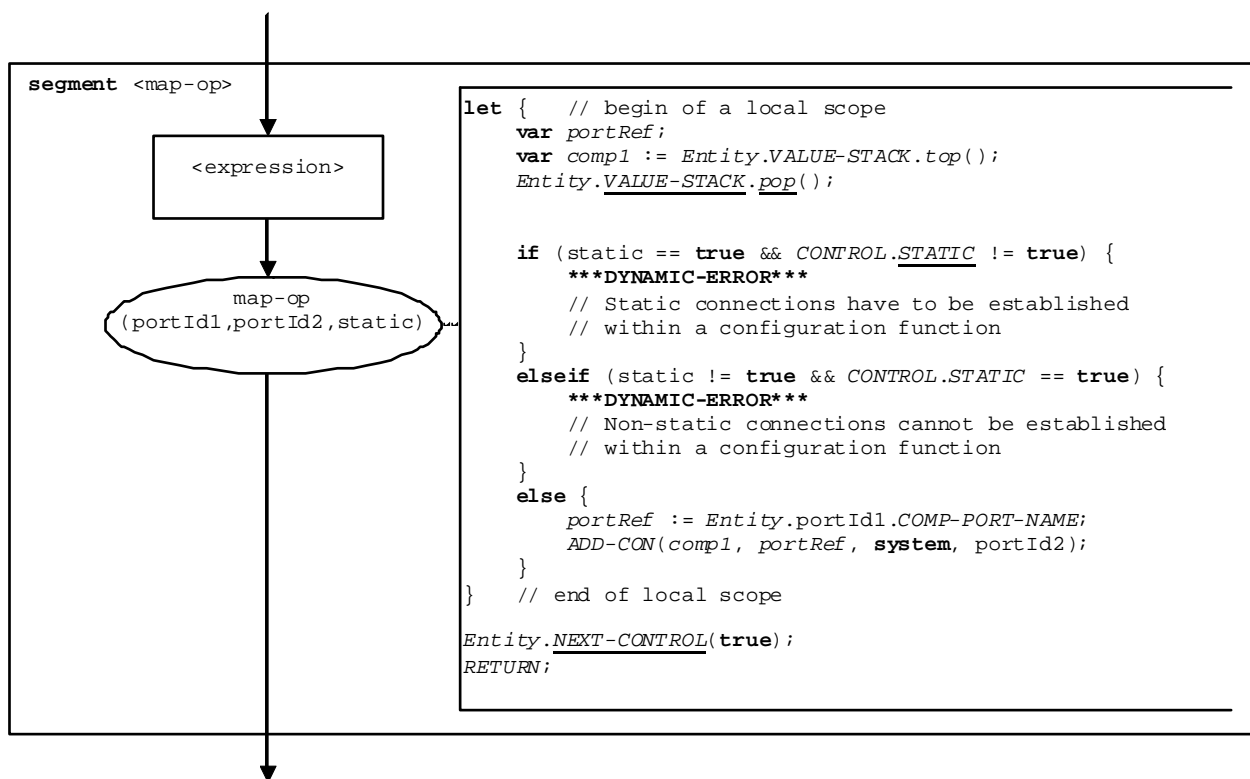 segment <map-op>
<expression>
map-op
(portId1,portId2,static)
let {   // begin of a local scope
    var portRef;
    var comp1 := Entity.VALUE-STACK.top();
    Entity.VALUE-STACK.pop();
    if (static == true && CONTROL.STATIC != true) {
        ***DYNAMIC-ERROR***
        // Static connections have to be established
        // within a configuration function
    }
    elseif (static != true && CONTROL.STATIC == true) {
        ***DYNAMIC-ERROR***
        // Non-static connections cannot be established
        // within a configuration function
    }
    else {
        portRef := Entity.portId1.COMP-PORT-NAME;
        ADD-CON(comp1, portRef, system, portId2);
    }
}   // end of local scope
Entity.NEXT-CONTROL(true);
RETURN;